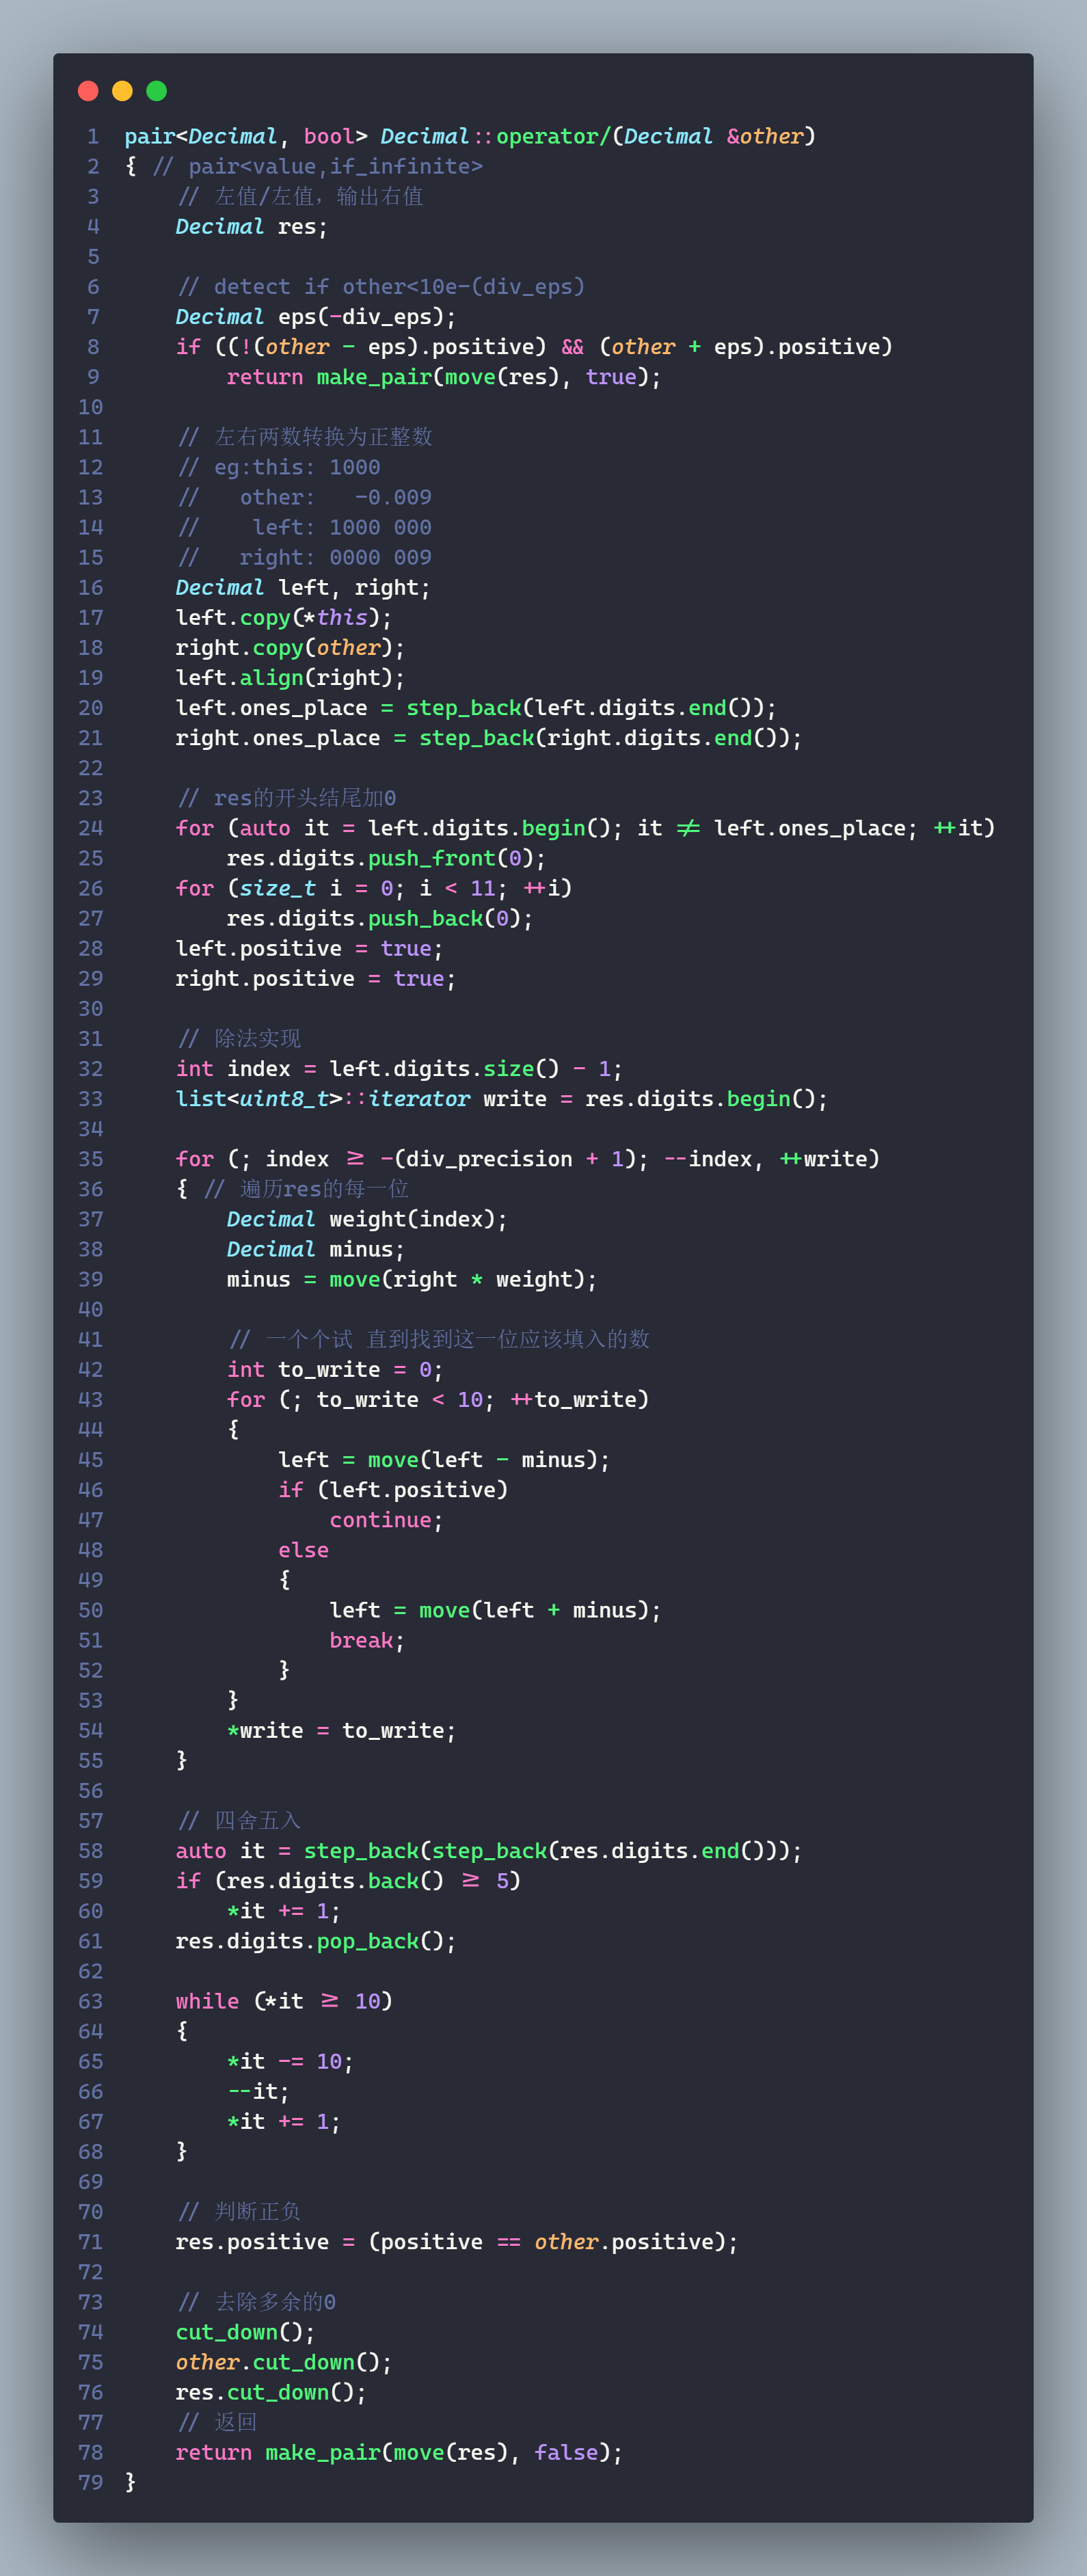 1 pair<Decimal, bool> Decimal::operator/(Decimal &other)
2 { // pair<value,if_infinite>
3     // 左值/左值，输出右值
4     Decimal res;
5
6     // detect if other<10e-(div_eps)
7     Decimal eps(-div_eps);
8     if ((!(other - eps).positive) && (other + eps).positive)
9         return make_pair(move(res), true);
10
11     // 左右两数转换为正整数
12     // eg:this: 1000
13     //   other:   -0.009
14     //    left: 1000 000
15     //   right: 0000 009
16     Decimal left, right;
17     left.copy(*this);
18     right.copy(other);
19     left.align(right);
20     left.ones_place = step_back(left.digits.end());
21     right.ones_place = step_back(right.digits.end());
22
23     // res的开头结尾加0
24     for (auto it = left.digits.begin(); it != left.ones_place; ++it)
25         res.digits.push_front(0);
26     for (size_t i = 0; i < 11; ++i)
27         res.digits.push_back(0);
28     left.positive = true;
29     right.positive = true;
30
31     // 除法实现
32     int index = left.digits.size() - 1;
33     list<uint8_t>::iterator write = res.digits.begin();
34
35     for (; index >= -(div_precision + 1); --index, ++write)
36     { // 遍历res的每一位
37         Decimal weight(index);
38         Decimal minus;
39         minus = move(right * weight);
40
41         // 一个个试 直到找到这一位应该填入的数
42         int to_write = 0;
43         for (; to_write < 10; ++to_write)
44         {
45             left = move(left - minus);
46             if (left.positive)
47                 continue;
48             else
49             {
50                 left = move(left + minus);
51                 break;
52             }
53         }
54         *write = to_write;
55     }
56
57     // 四舍五入
58     auto it = step_back(step_back(res.digits.end()));
59     if (res.digits.back() >= 5)
60         *it += 1;
61     res.digits.pop_back();
62
63     while (*it >= 10)
64     {
65         *it -= 10;
66         --it;
67         *it += 1;
68     }
69
70     // 判断正负
71     res.positive = (positive == other.positive);
72
73     // 去除多余的0
74     cut_down();
75     other.cut_down();
76     res.cut_down();
77     // 返回
78     return make_pair(move(res), false);
79 }